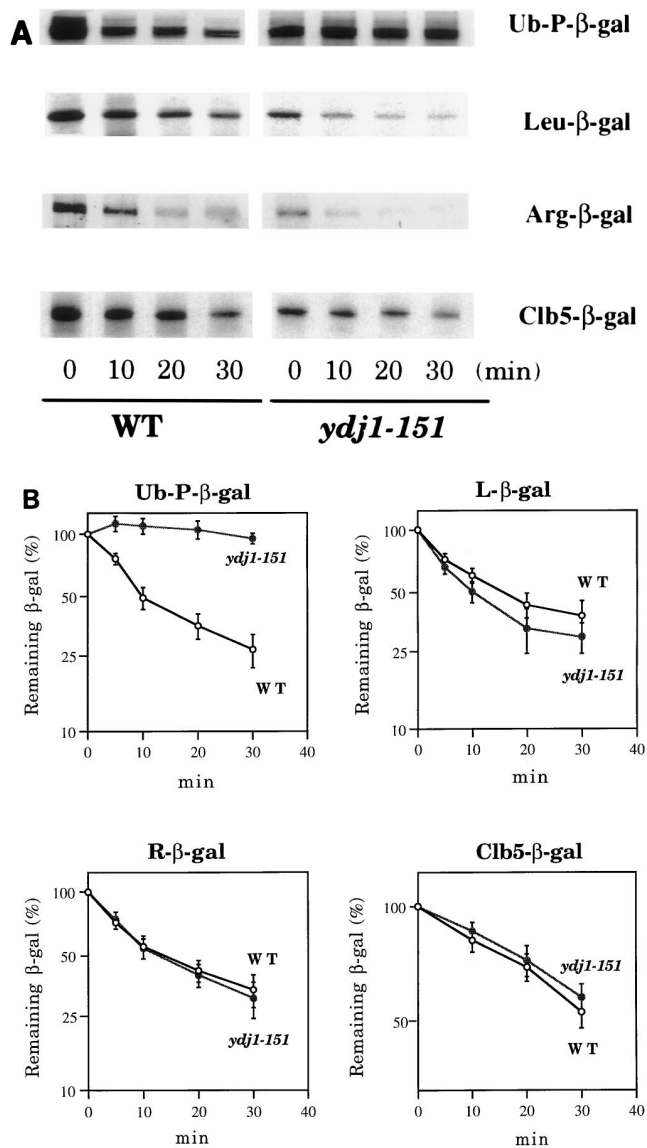 A
Ub-P-β-gal
Leu-β-gal
Arg-β-gal
Clb5-β-gal
0 10 20 30 0 10 20 30 (min)
WT ydj1-151
B
Ub-P-β-gal
Remaining β-gal (%)
100
50
25
10
ydj1-151
W T
0 10 20 30 40
min
L-β-gal
Remaining β-gal (%)
100
50
25
10
W T
ydj1-151
0 10 20 30 40
min
R-β-gal
Remaining β-gal (%)
100
50
25
10
W T
ydj1-151
0 10 20 30 40
min
Clb5-β-gal
Remaining β-gal (%)
100
50
ydj1-151
W T
0 10 20 30 40
min